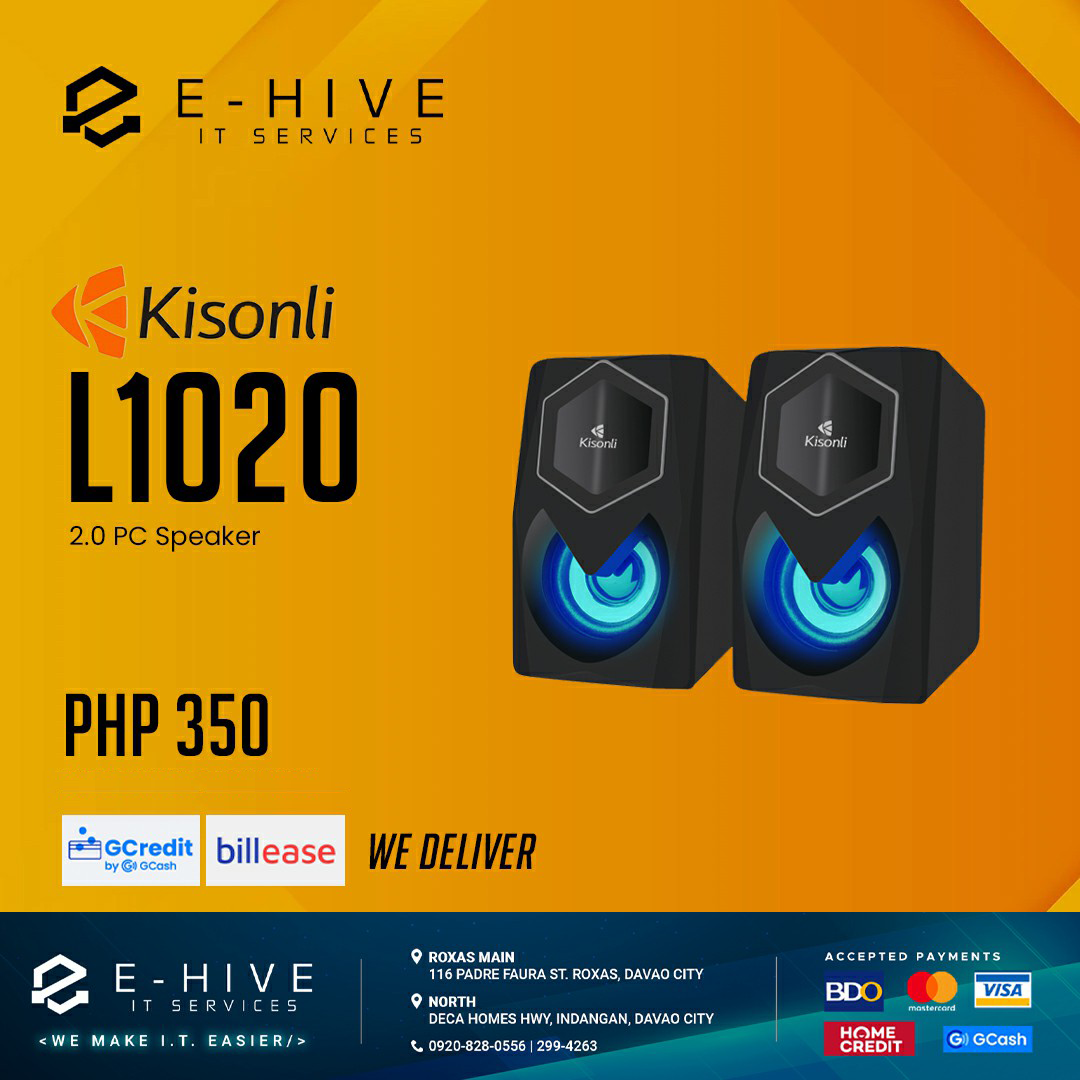 E-HIVE
IT SERVICES
Kisonli
L1020
2.0 PC Speaker
Kisonli
Kisonli
PHP 350
GCredit
by GCash
billease
WE DELIVER
E-HIVE
IT SERVICES
<WE MAKE I.T. EASIER/>
ROXAS MAIN
116 PADRE FAURA ST. ROXAS, DAVAO CITY
NORTH
DECA HOMES HWY, INDANGAN, DAVAO CITY
0920-828-0556 | 299-4263
ACCEPTED PAYMENTS
BDO
mastercard
VISA
HOME
CREDIT
GCash